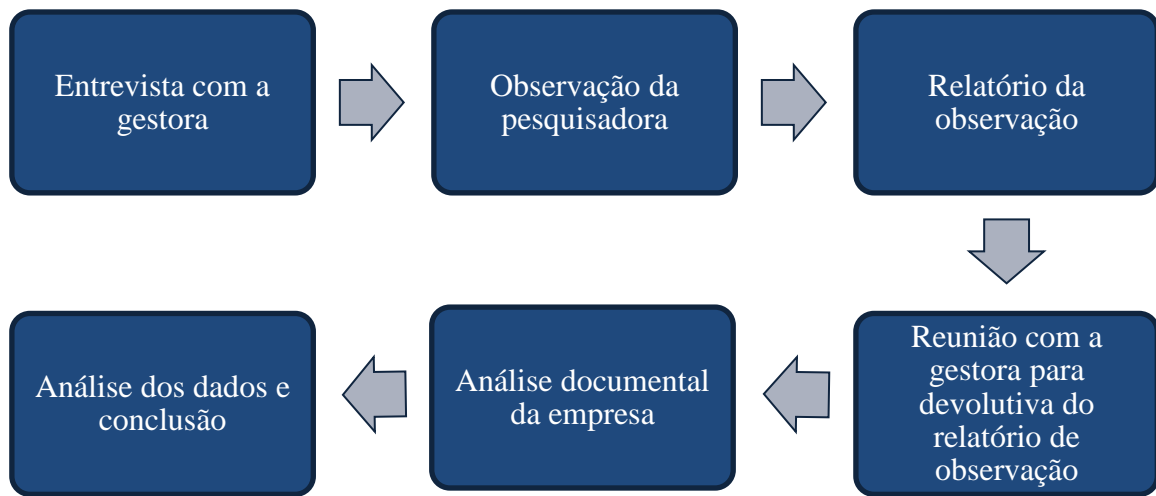 Entrevista com a
gestora
Observação da
pesquisadora
Relatório da
observação
Reunião com a
gestora para
devolutiva do
relatório de
observação
Análise documental
da empresa
Análise dos dados e
conclusão